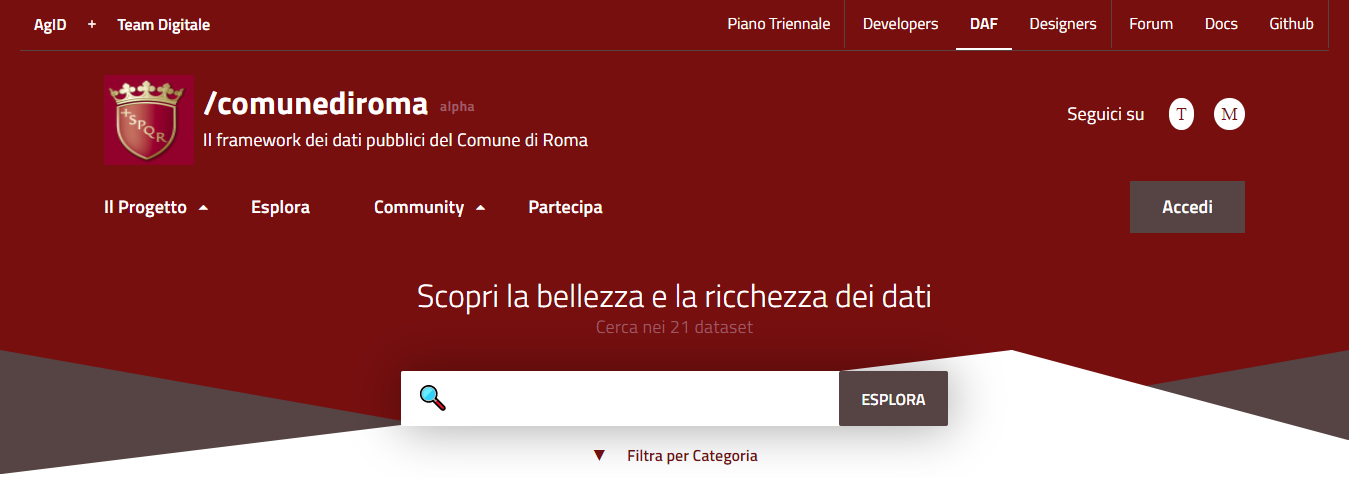 AgID + Team Digitale Piano Triennale Developers DAF Designers Forum Docs Github
/comunediroma alpha
Il framework dei dati pubblici del Comune di Roma
SPQR
Seguici su T M
Il Progetto Esplora Community Partecipa Accedi
Scopri la bellezza e la ricchezza dei dati
Cerca nei 21 dataset
ESPLORA
Filtra per Categoria